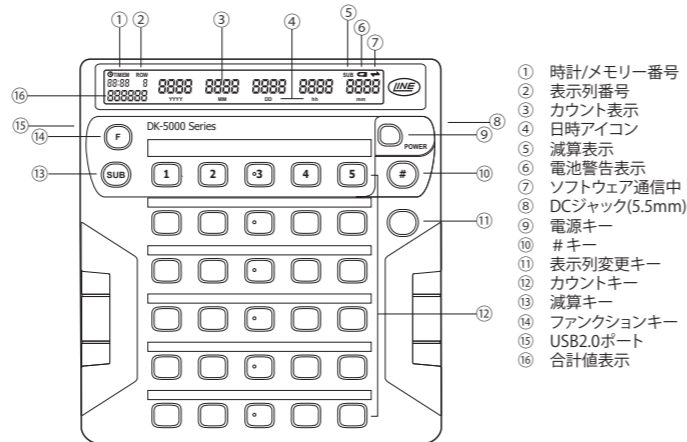 ① ② ③ ④ ⑤ ⑥ ⑦
TIMEM ROW SUB
88:88 8 8888 8888 8888 8888 8888
888888 YYYY MM DD hh mm
LINE
⑯
⑮
⑭ F
DK-5000 Series
POWER
⑧
⑨
⑬ SUB
1 2 3 4 5
#
⑩
⑪
⑫
① 時計/メモリー番号
② 表示列番号
③ カウント表示
④ 日時アイコン
⑤ 減算表示
⑥ 電池警告表示
⑦ ソフトウェア通信中
⑧ DCジャック(5.5mm)
⑨ 電源キー
⑩ #キー
⑪ 表示列変更キー
⑫ カウントキー
⑬ 減算キー
⑭ ファンクションキー
⑮ USB2.0ポート
⑯ 合計値表示